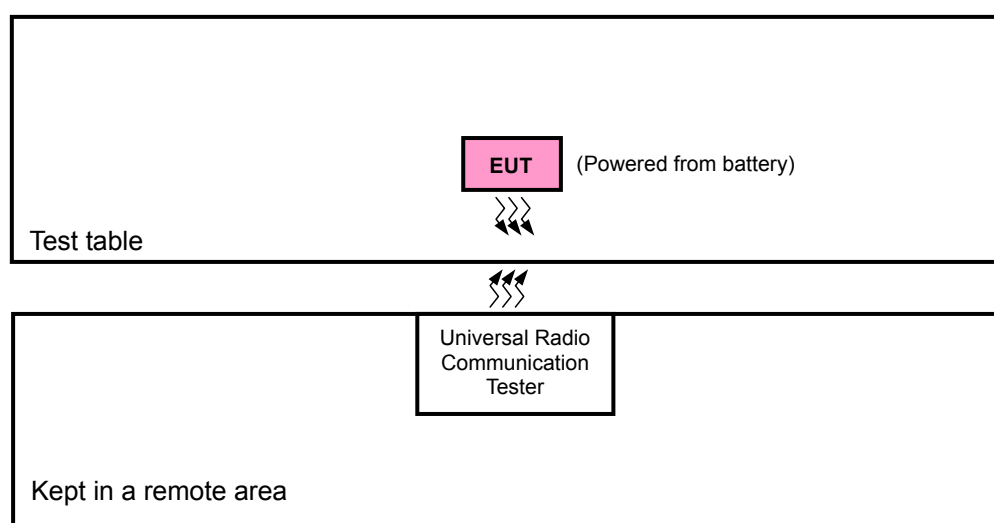 EUT
(Powered from battery)
Test table
Universal Radio
Communication
Tester
Kept in a remote area